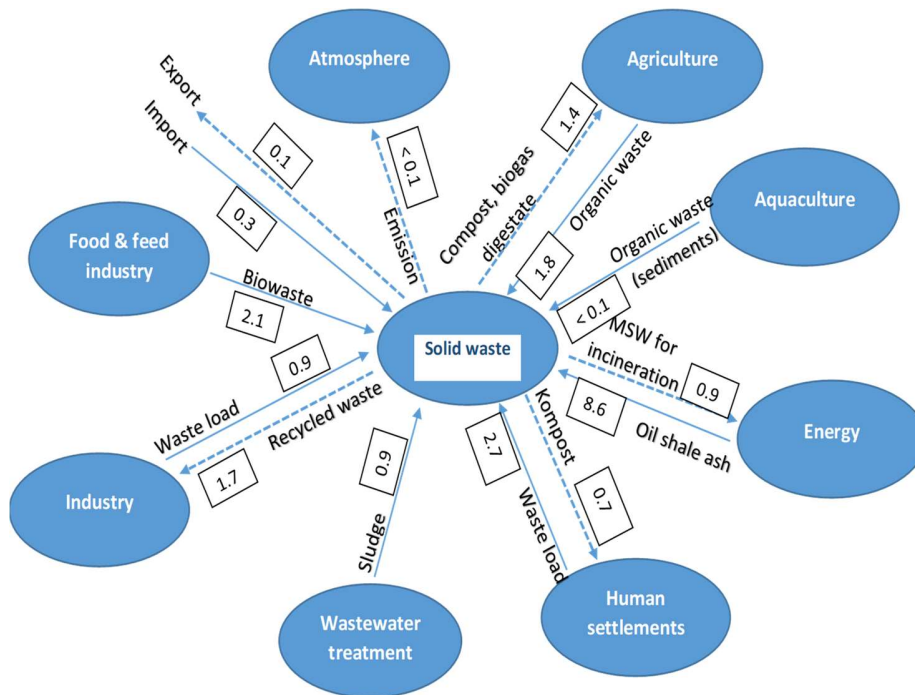 Atmosphere
Agriculture
Export
Import
0.1
0.3
< 0.1
Emission
Compost, biogas
digestate
1.4
Organic waste
1.8
Aquaculture
Organic waste
(sediments)
< 0.1
Food & feed
industry
Biowaste
2.1
Solid waste
MSW for
incineration
0.9
8.6
Oil shale ash
Energy
Waste load
0.9
Recycled waste
1.7
Industry
Sludge
0.9
Wastewater
treatment
2.7
Waste load
Kompost
0.7
Human
settlements